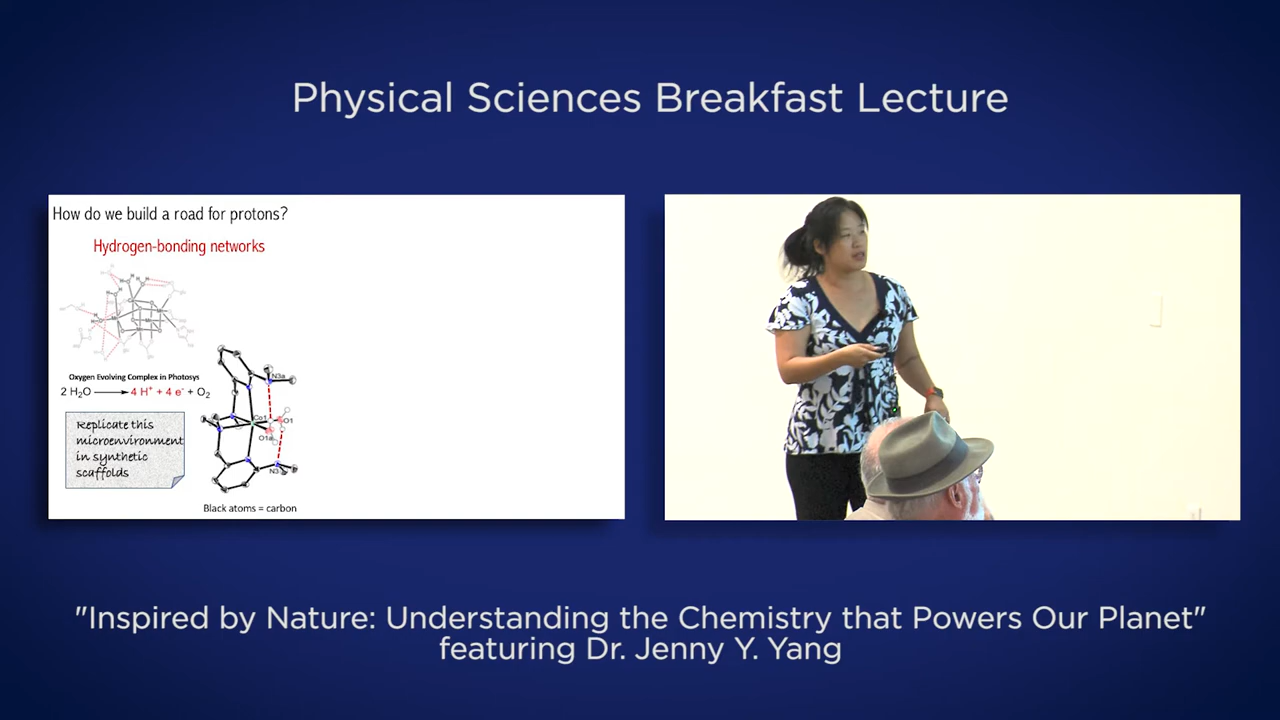 Physical Sciences Breakfast Lecture
How do we build a road for protons?
Hydrogen-bonding networks
Oxygen Evolving Complex in Photosys
2 H₂O → 4 H⁺ + 4 e⁻ + O₂
Replicate this
microenvironment
in synthetic
scaffolds
N3a
Co1
O1
O1a
N3
Black atoms = carbon
"Inspired by Nature: Understanding the Chemistry that Powers Our Planet"
featuring Dr. Jenny Y. Yang